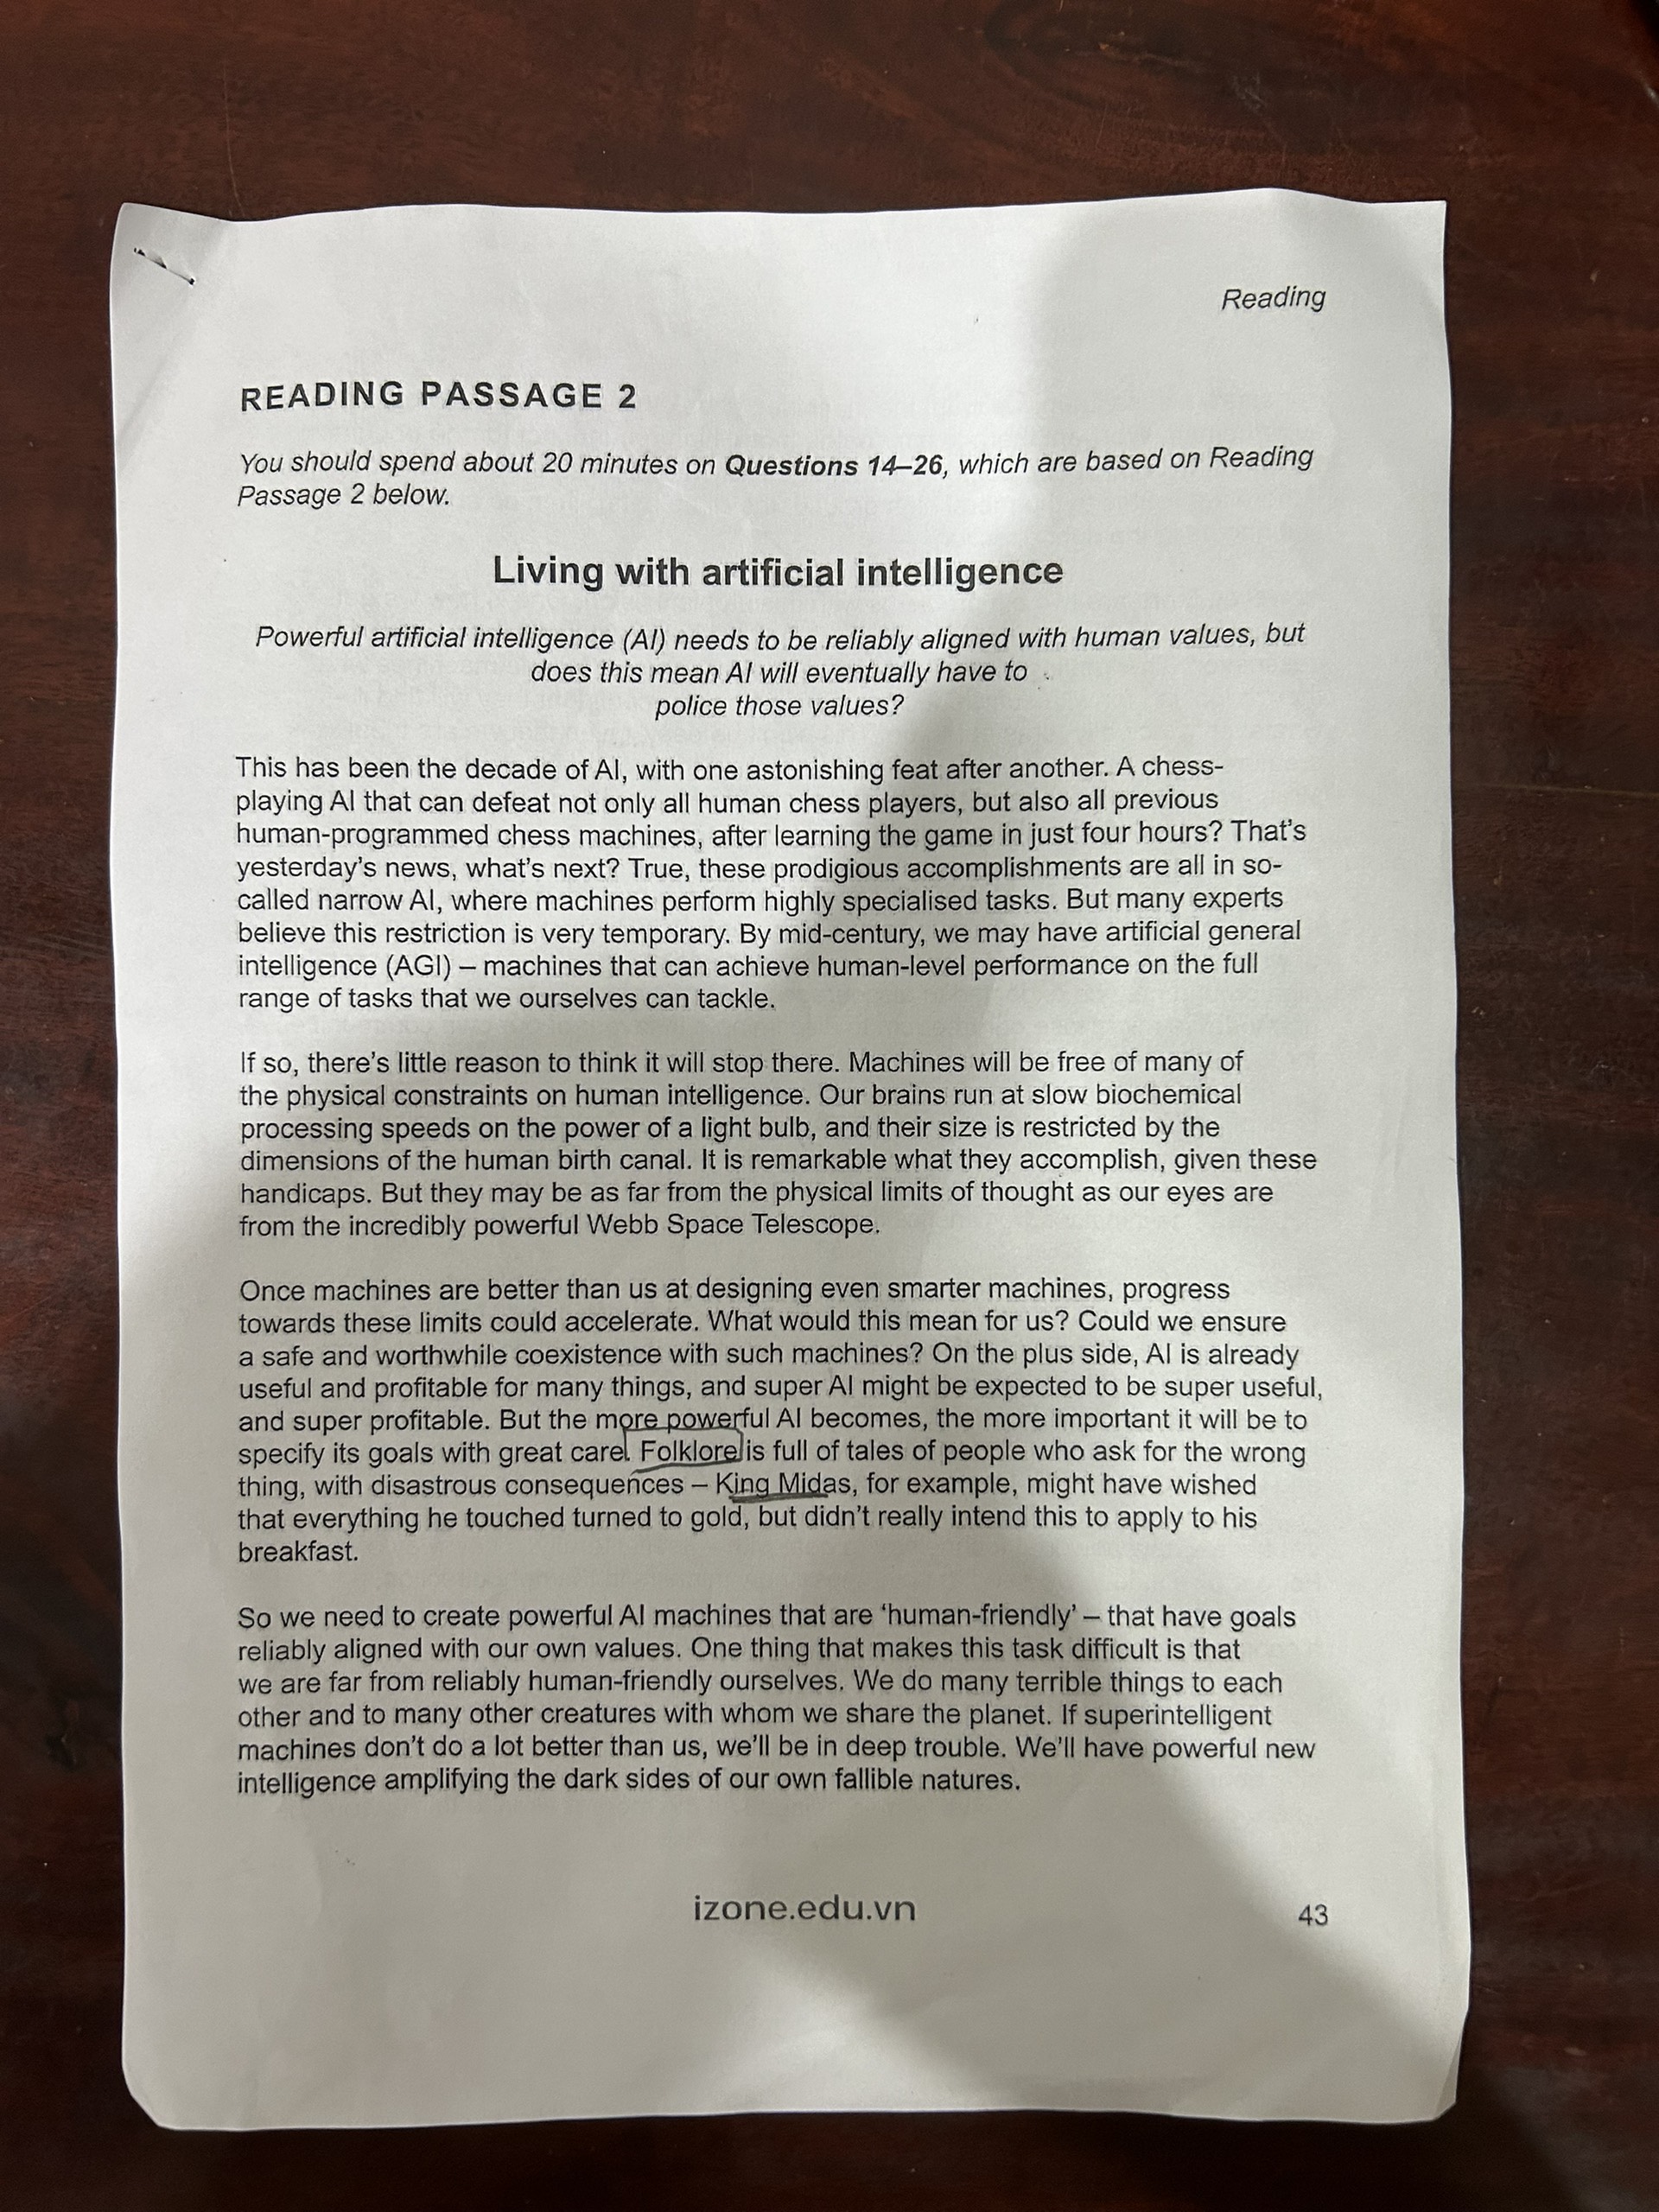 Reading
READING PASSAGE 2
You should spend about 20 minutes on Questions 14–26, which are based on Reading
Passage 2 below.
Living with artificial intelligence
Powerful artificial intelligence (AI) needs to be reliably aligned with human values, but
does this mean AI will eventually have to
police those values?
This has been the decade of AI, with one astonishing feat after another. A chess-
playing AI that can defeat not only all human chess players, but also all previous
human-programmed chess machines, after learning the game in just four hours? That's
yesterday's news, what's next? True, these prodigious accomplishments are all in so-
called narrow AI, where machines perform highly specialised tasks. But many experts
believe this restriction is very temporary. By mid-century, we may have artificial general
intelligence (AGI) – machines that can achieve human-level performance on the full
range of tasks that we ourselves can tackle.
If so, there's little reason to think it will stop there. Machines will be free of many of
the physical constraints on human intelligence. Our brains run at slow biochemical
processing speeds on the power of a light bulb, and their size is restricted by the
dimensions of the human birth canal. It is remarkable what they accomplish, given these
handicaps. But they may be as far from the physical limits of thought as our eyes are
from the incredibly powerful Webb Space Telescope.
Once machines are better than us at designing even smarter machines, progress
towards these limits could accelerate. What would this mean for us? Could we ensure
a safe and worthwhile coexistence with such machines? On the plus side, AI is already
useful and profitable for many things, and super AI might be expected to be super useful,
and super profitable. But the more powerful AI becomes, the more important it will be to
specify its goals with great care. Folklore is full of tales of people who ask for the wrong
thing, with disastrous consequences – King Midas, for example, might have wished
that everything he touched turned to gold, but didn't really intend this to apply to his
breakfast.
So we need to create powerful AI machines that are 'human-friendly' – that have goals
reliably aligned with our own values. One thing that makes this task difficult is that
we are far from reliably human-friendly ourselves. We do many terrible things to each
other and to many other creatures with whom we share the planet. If superintelligent
machines don't do a lot better than us, we'll be in deep trouble. We'll have powerful new
intelligence amplifying the dark sides of our own fallible natures.
izone.edu.vn
43